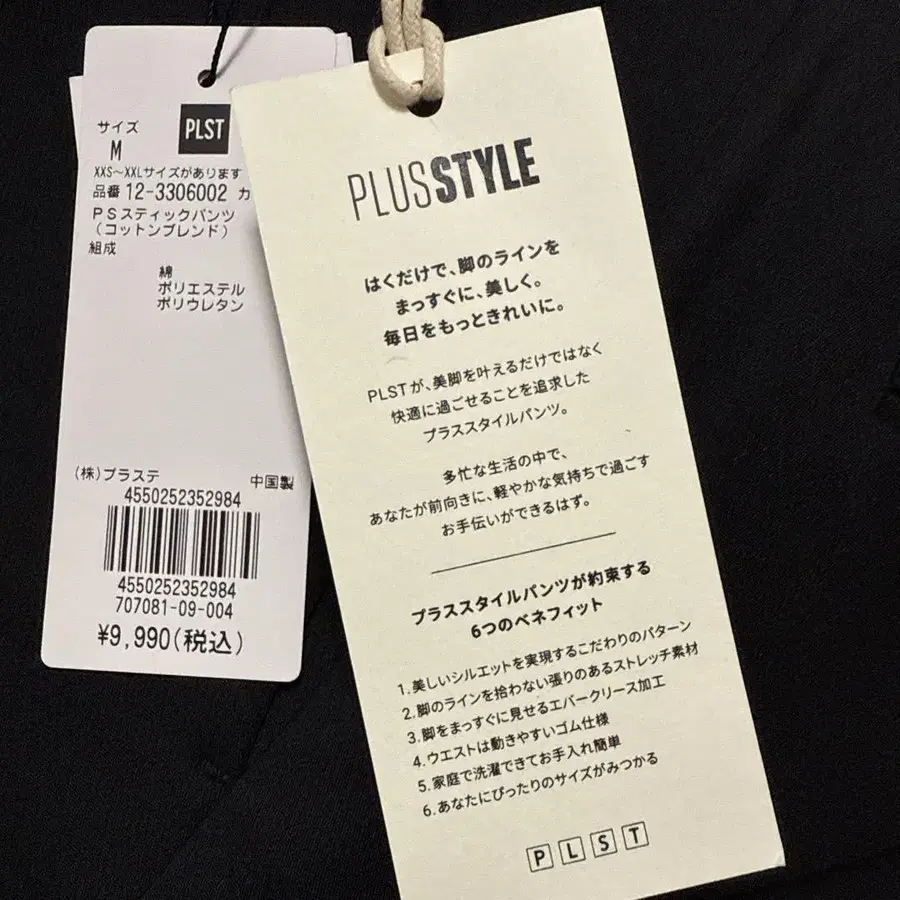 サイズ
PLST
M
XXS～XXLサイズがあります
品番 12-3306002 カ
PSスティックパンツ
(コットンブレンド)
組成
綿
ポリエステル
ポリウレタン
(株)プラステ
中国製
4550252352984
4550252352984
707081-09-004
¥9,990(税込)
PLUSSTYLE
はくだけで、脚のラインを
まっすぐに、美しく。
毎日をもっときれいに。
PLSTが、美脚を叶えるだけではなく
快適に過ごせることを追求した
プラススタイルパンツ。
多忙な生活の中で、
あなたが前向きに、軽やかな気持ちで過ごす
お手伝いができるはず。
プラススタイルパンツが約束する
6つのベネフィット
1.美しいシルエットを実現するこだわりのパターン
2.脚のラインを拾わない張りのあるストレッチ素材
3.脚をまっすぐに見せるエバークリース加工
4.ウエストは動きやすいゴム仕様
5.家庭で洗濯できてお手入れ簡単
6.あなたにぴったりのサイズがみつかる
PLST